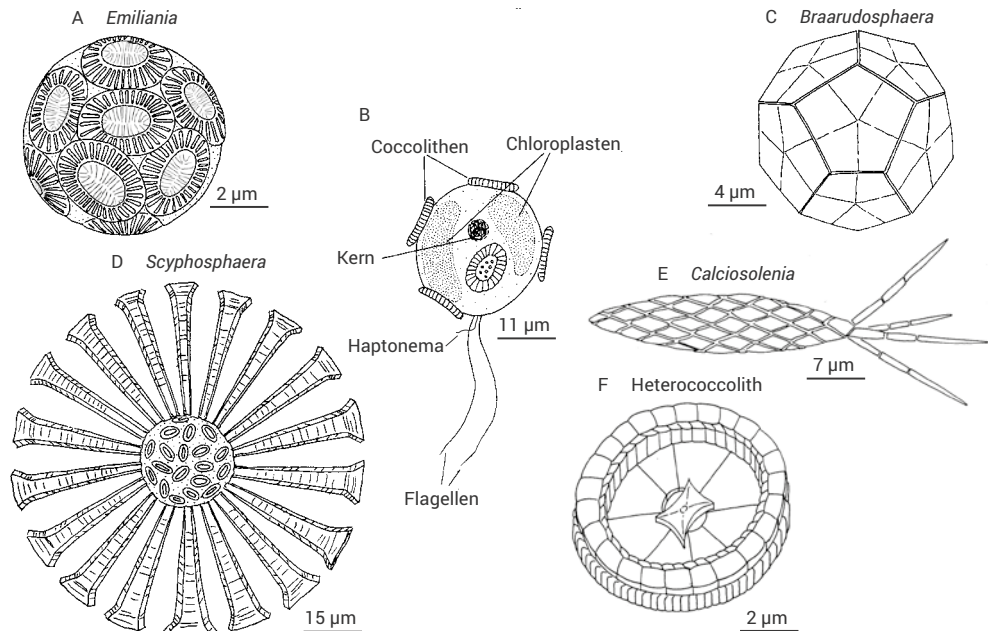 A Emiliania
2 µm
B
Coccolithen
Chloroplasten
Kern
Haptonema
11 µm
Flagellen
C Braarudosphaera
4 µm
D Scyphosphaera
15 µm
E Calciosolenia
7 µm
F Heterococcolith
2 µm